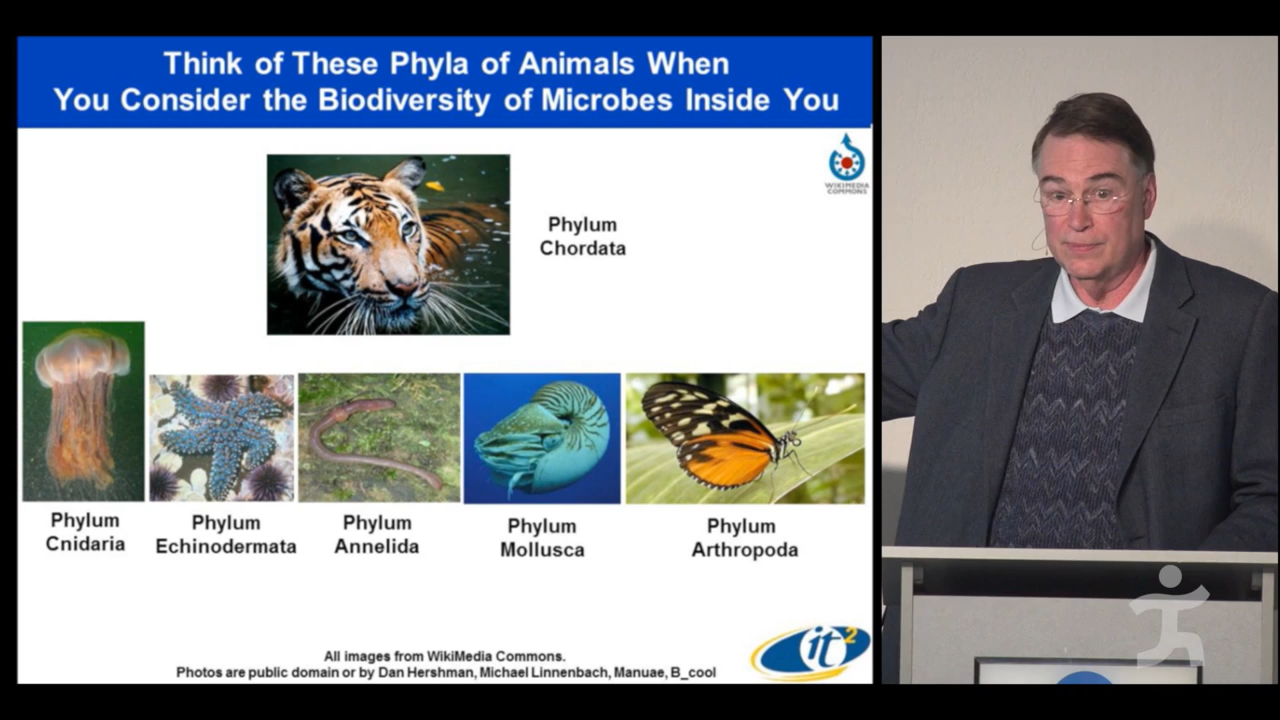 Think of These Phyla of Animals When
You Consider the Biodiversity of Microbes Inside You
WIKIMEDIA
COMMONS
Phylum
Chordata
Phylum
Cnidaria
Phylum
Echinodermata
Phylum
Annelida
Phylum
Mollusca
Phylum
Arthropoda
All images from WikiMedia Commons.
Photos are public domain or by Dan Hershman, Michael Linnenbach, Manuae, B_cool
it2